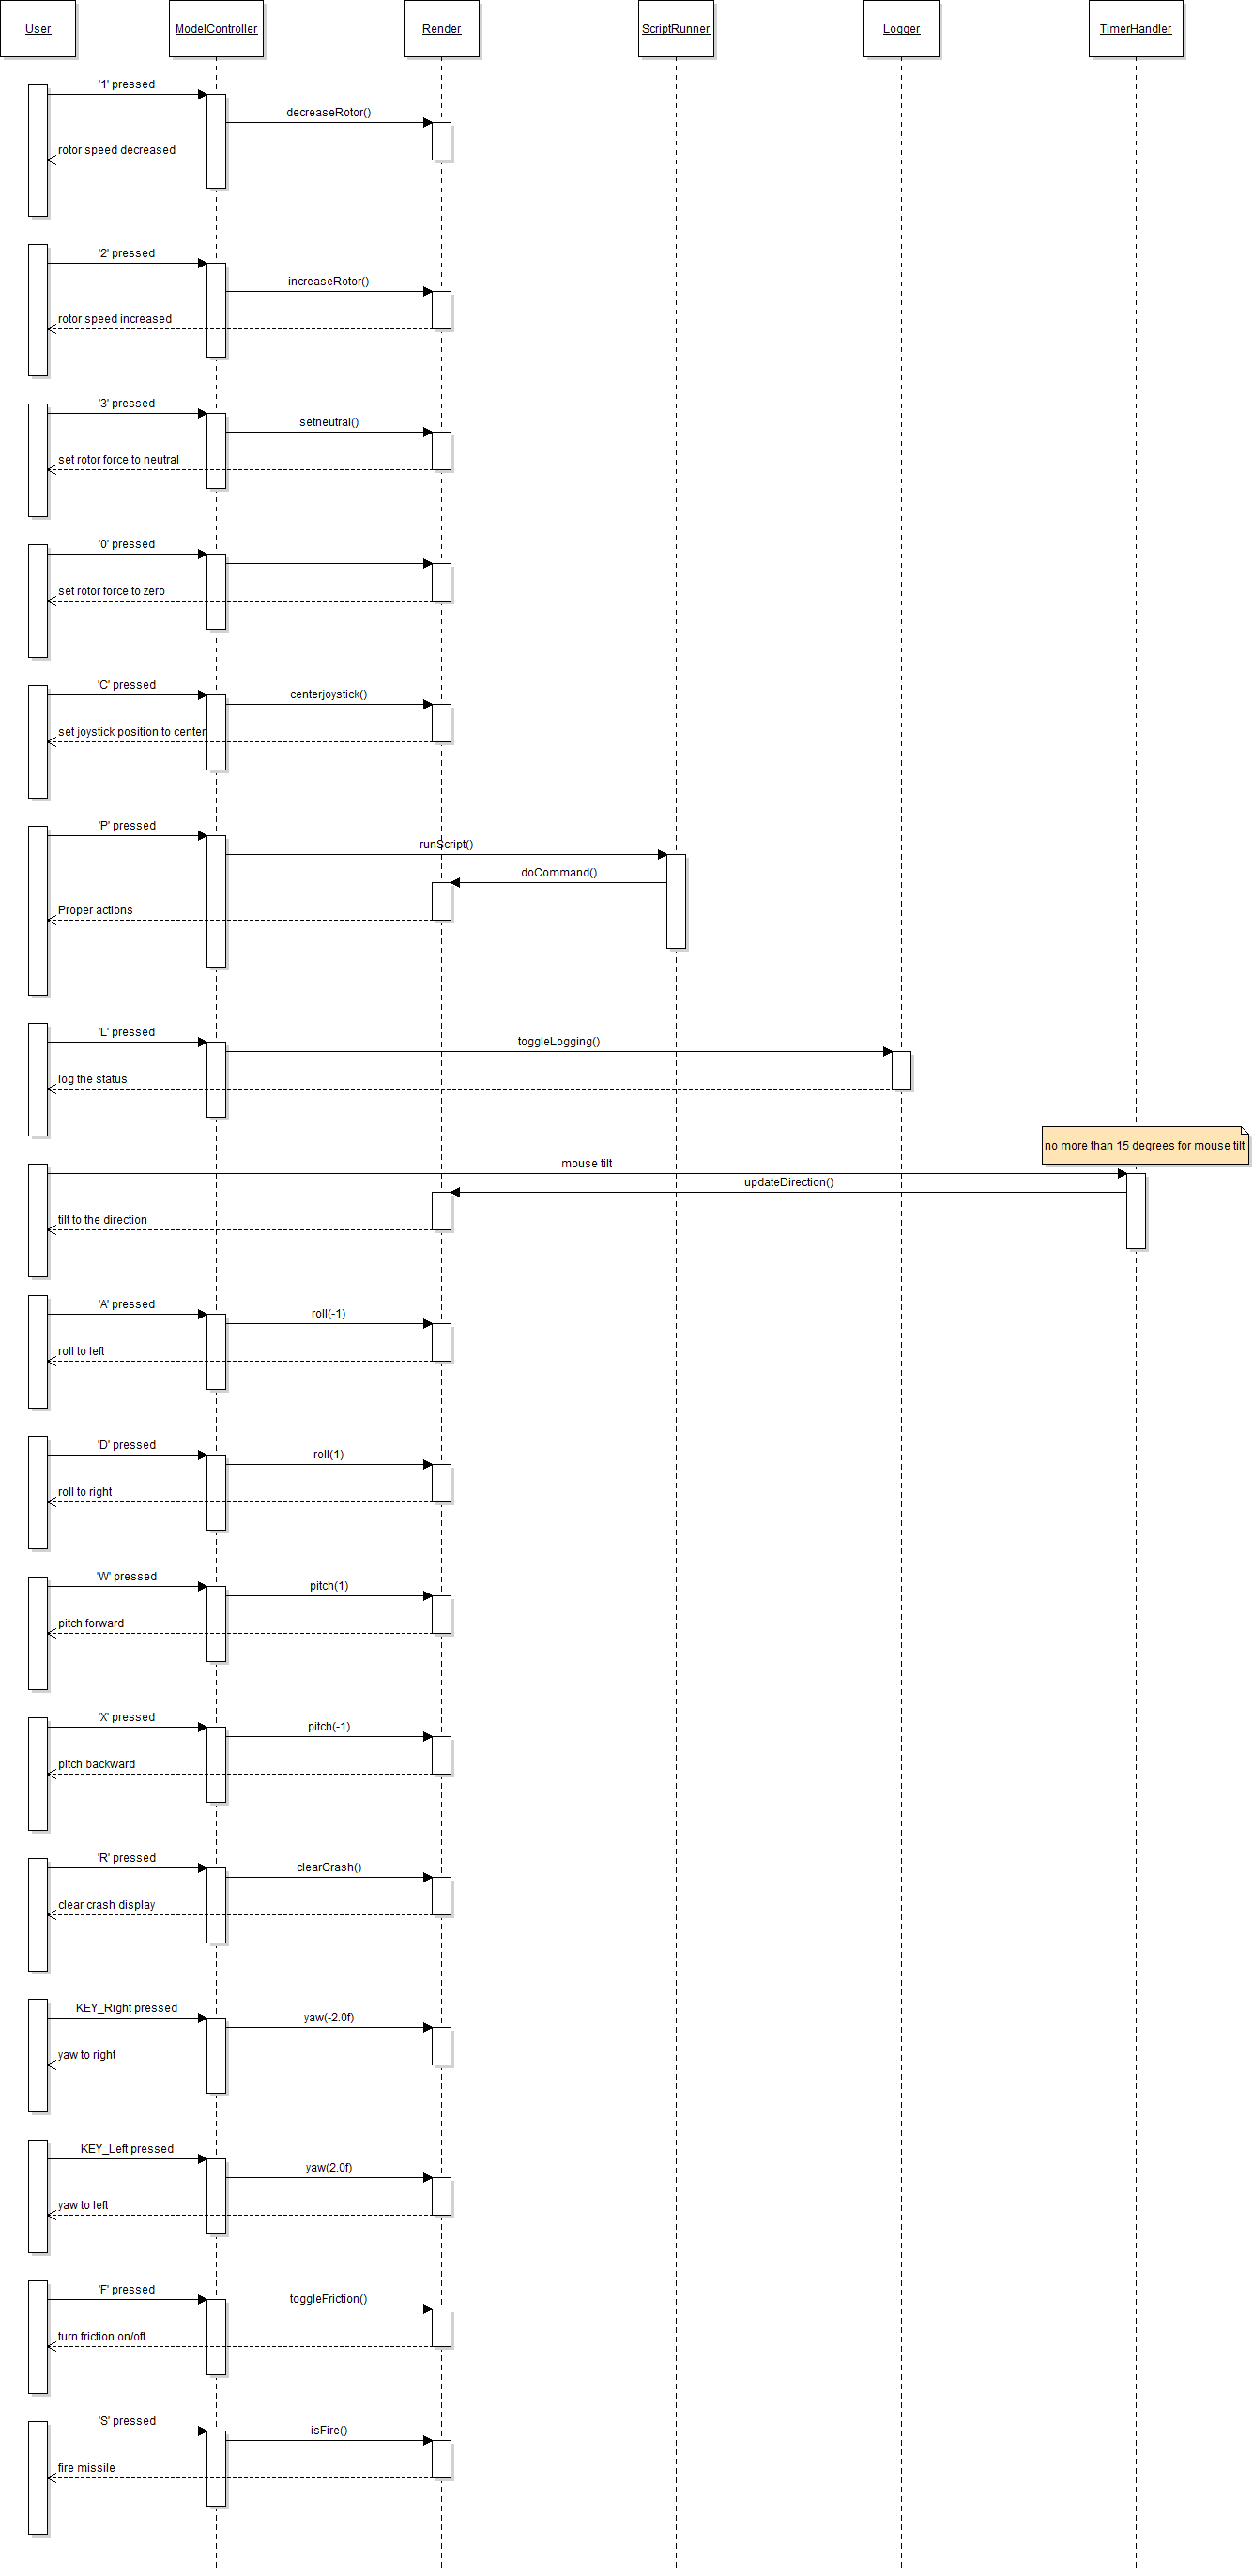 User
ModelController
Render
ScriptRunner
Logger
TimerHandler
'1' pressed
decreaseRotor()
rotor speed decreased
'2' pressed
increaseRotor()
rotor speed increased
'3' pressed
setneutral()
set rotor force to neutral
'0' pressed
set rotor force to zero
'C' pressed
centerjoystick()
set joystick position to center
'P' pressed
runScript()
doCommand()
Proper actions
'L' pressed
toggleLogging()
log the status
no more than 15 degrees for mouse tilt
mouse tilt
updateDirection()
tilt to the direction
'A' pressed
roll(-1)
roll to left
'D' pressed
roll(1)
roll to right
'W' pressed
pitch(1)
pitch forward
'X' pressed
pitch(-1)
pitch backward
'R' pressed
clearCrash()
clear crash display
KEY_Right pressed
yaw(-2.0f)
yaw to right
KEY_Left pressed
yaw(2.0f)
yaw to left
'F' pressed
toggleFriction()
turn friction on/off
'S' pressed
isFire()
fire missile